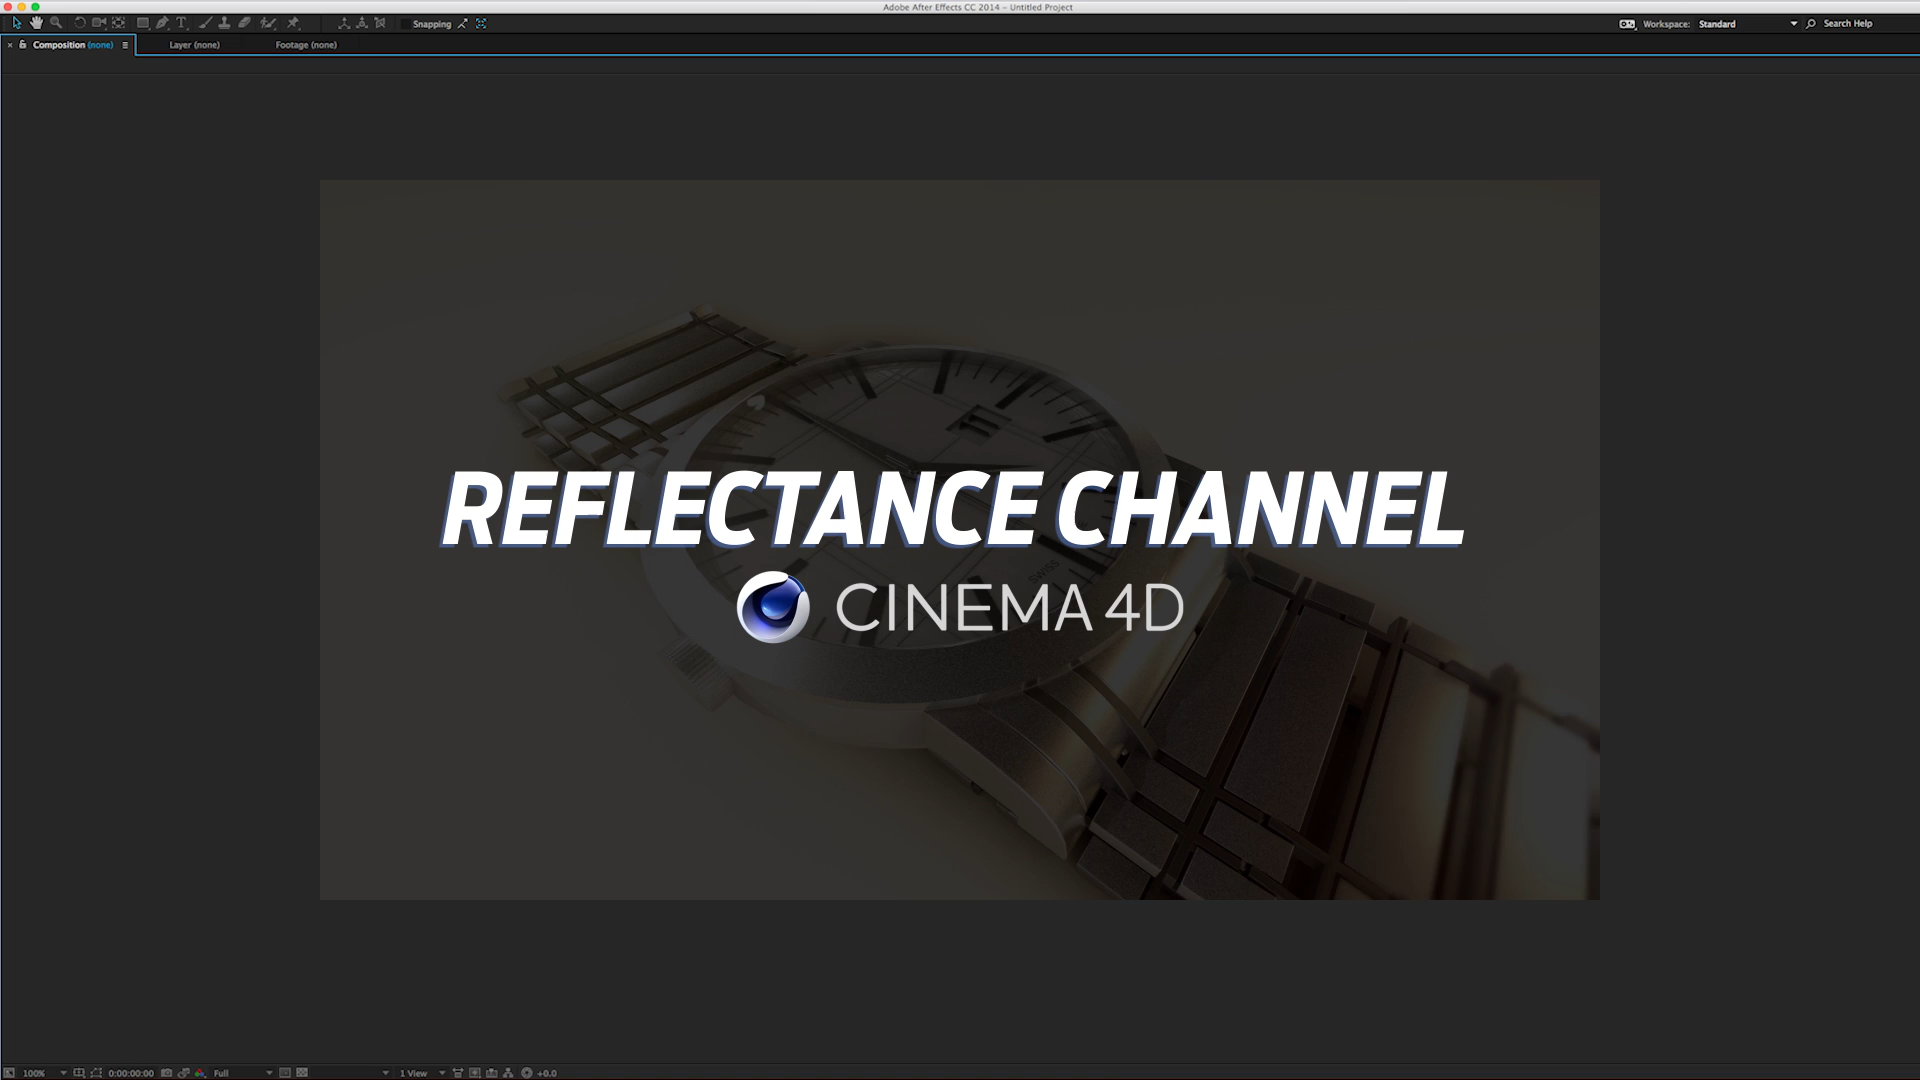 Adobe After Effects CC 2014 – Untitled Project
Snapping
Workspace: Standard
Search Help
Composition (none)
Layer (none)
Footage (none)
REFLECTANCE CHANNEL
SWISS
CINEMA 4D
100%
0:00:00:00
Full
1 View
+0.0